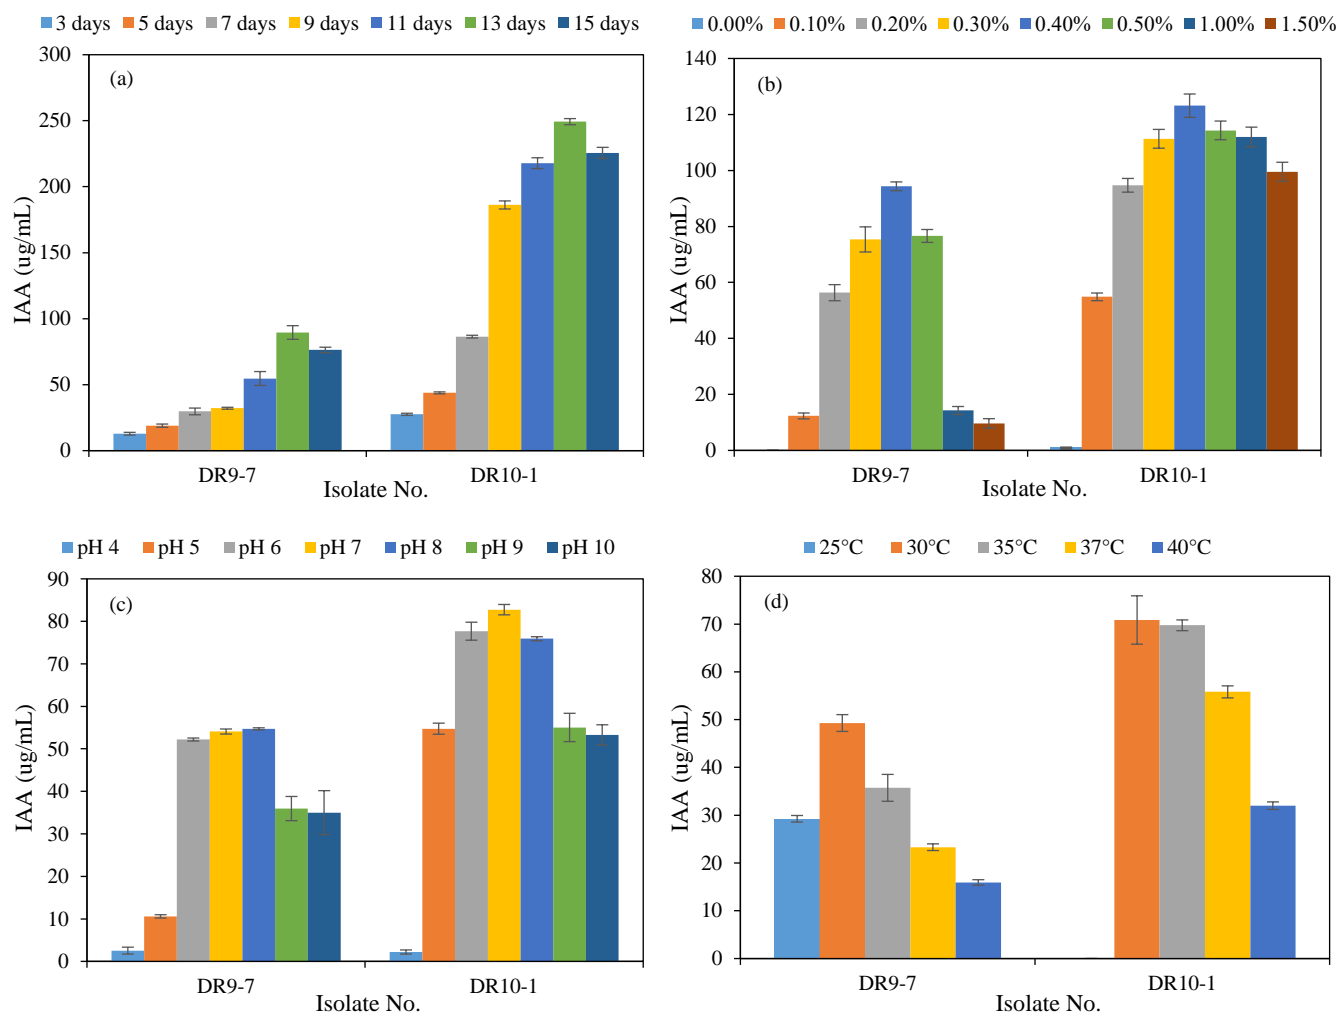 3 days 5 days 7 days 9 days 11 days 13 days 15 days
(a)
300
250
200
150
100
50
0
IAA (ug/mL)
DR9-7 DR10-1
Isolate No.
0.00% 0.10% 0.20% 0.30% 0.40% 0.50% 1.00% 1.50%
(b)
140
120
100
80
60
40
20
0
IAA (ug/mL)
DR9-7 DR10-1
Isolate No.
pH 4 pH 5 pH 6 pH 7 pH 8 pH 9 pH 10
(c)
90
80
70
60
50
40
30
20
10
0
IAA (ug/mL)
DR9-7 DR10-1
Isolate No.
25°C 30°C 35°C 37°C 40°C
(d)
80
70
60
50
40
30
20
10
0
IAA (ug/mL)
DR9-7 DR10-1
Isolate No.